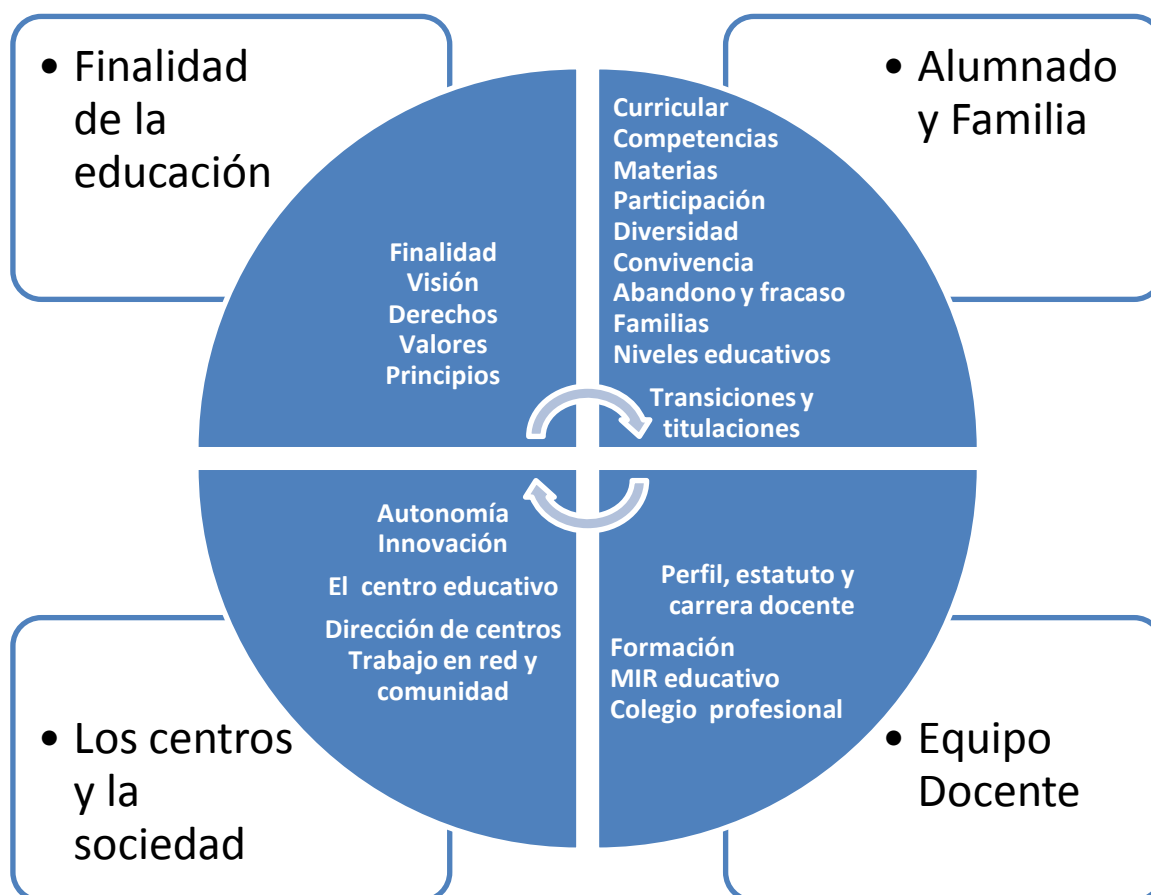 • Finalidad
de la
educación
• Alumnado
y Familia
Finalidad
Visión
Derechos
Valores
Principios
Curricular
Competencias
Materias
Participación
Diversidad
Convivencia
Abandono y fracaso
Familias
Niveles educativos
Transiciones y
titulaciones
Autonomía
Innovación
El centro educativo
Dirección de centros
Trabajo en red y
comunidad
Perfil, estatuto y
carrera docente
Formación
MIR educativo
Colegio profesional
• Los centros
y la
sociedad
• Equipo
Docente